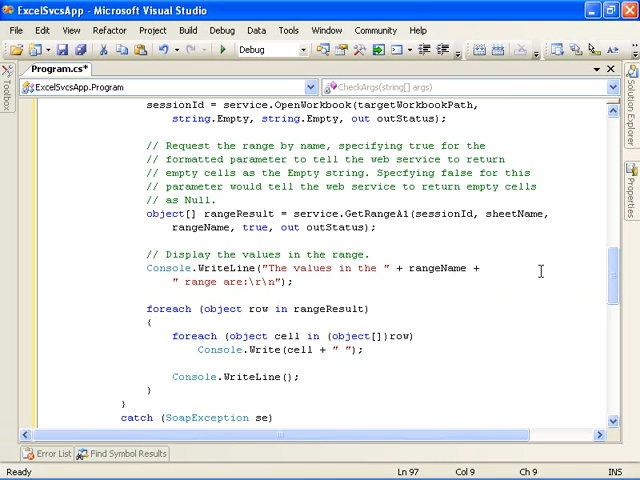 ExcelSvcsApp - Microsoft Visual Studio
File Edit View Refactor Project Build Debug Data Tools Window Community Help
Debug
Program.cs*
ExcelSvcsApp.Program CheckArgs(string[] args)
Toolbox
Solution Explorer
Properties
sessionId = service.OpenWorkbook(targetWorkbookPath,
string.Empty, string.Empty, out outStatus);
// Request the range by name, specifying true for the
// formatted parameter to tell the web service to return
// empty cells as the Empty string. Specfying false for this
// parameter would tell the web service to return empty cells
// as Null.
object[] rangeResult = service.GetRangeA1(sessionId, sheetName,
rangeName, true, out outStatus);
// Display the values in the range.
Console.WriteLine("The values in the " + rangeName +
" range are:\r\n");
foreach (object row in rangeResult)
{
foreach (object cell in (object[])row)
Console.Write(cell + " ");
Console.WriteLine();
}
}
catch (SoapException se)
Error List Find Symbol Results
Ready Ln 97 Col 9 Ch 9 INS